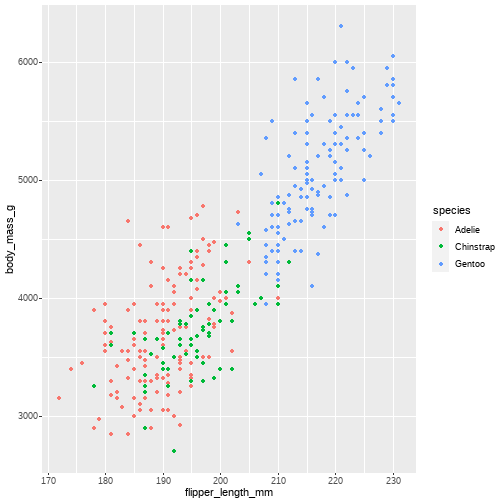 body_mass_g
6000
5000
4000
3000
170
180
190
200
210
220
230
flipper_length_mm
species
Adelie
Chinstrap
Gentoo